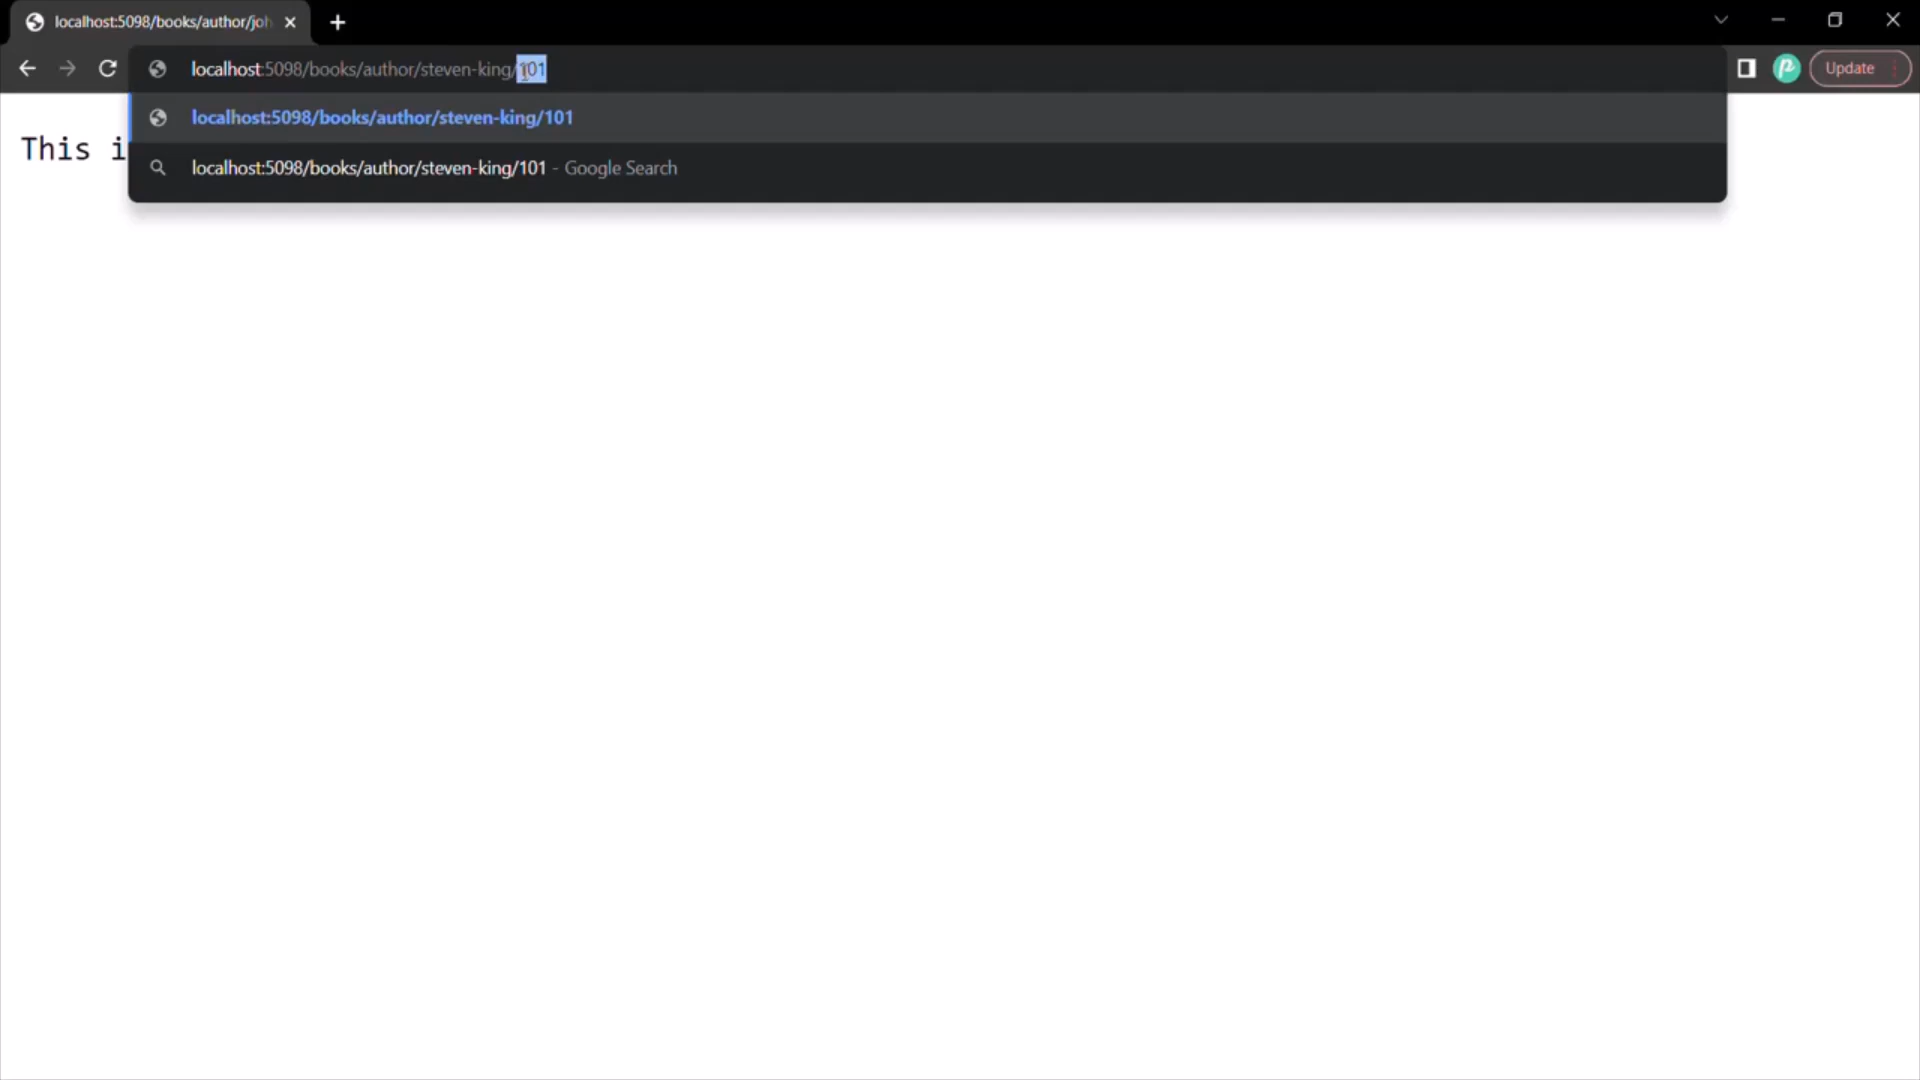 localhost:5098/books/author/joh
Update
localhost:5098/books/author/steven-king/101
localhost:5098/books/author/steven-king/101
localhost:5098/books/author/steven-king/101 - Google Search
This i